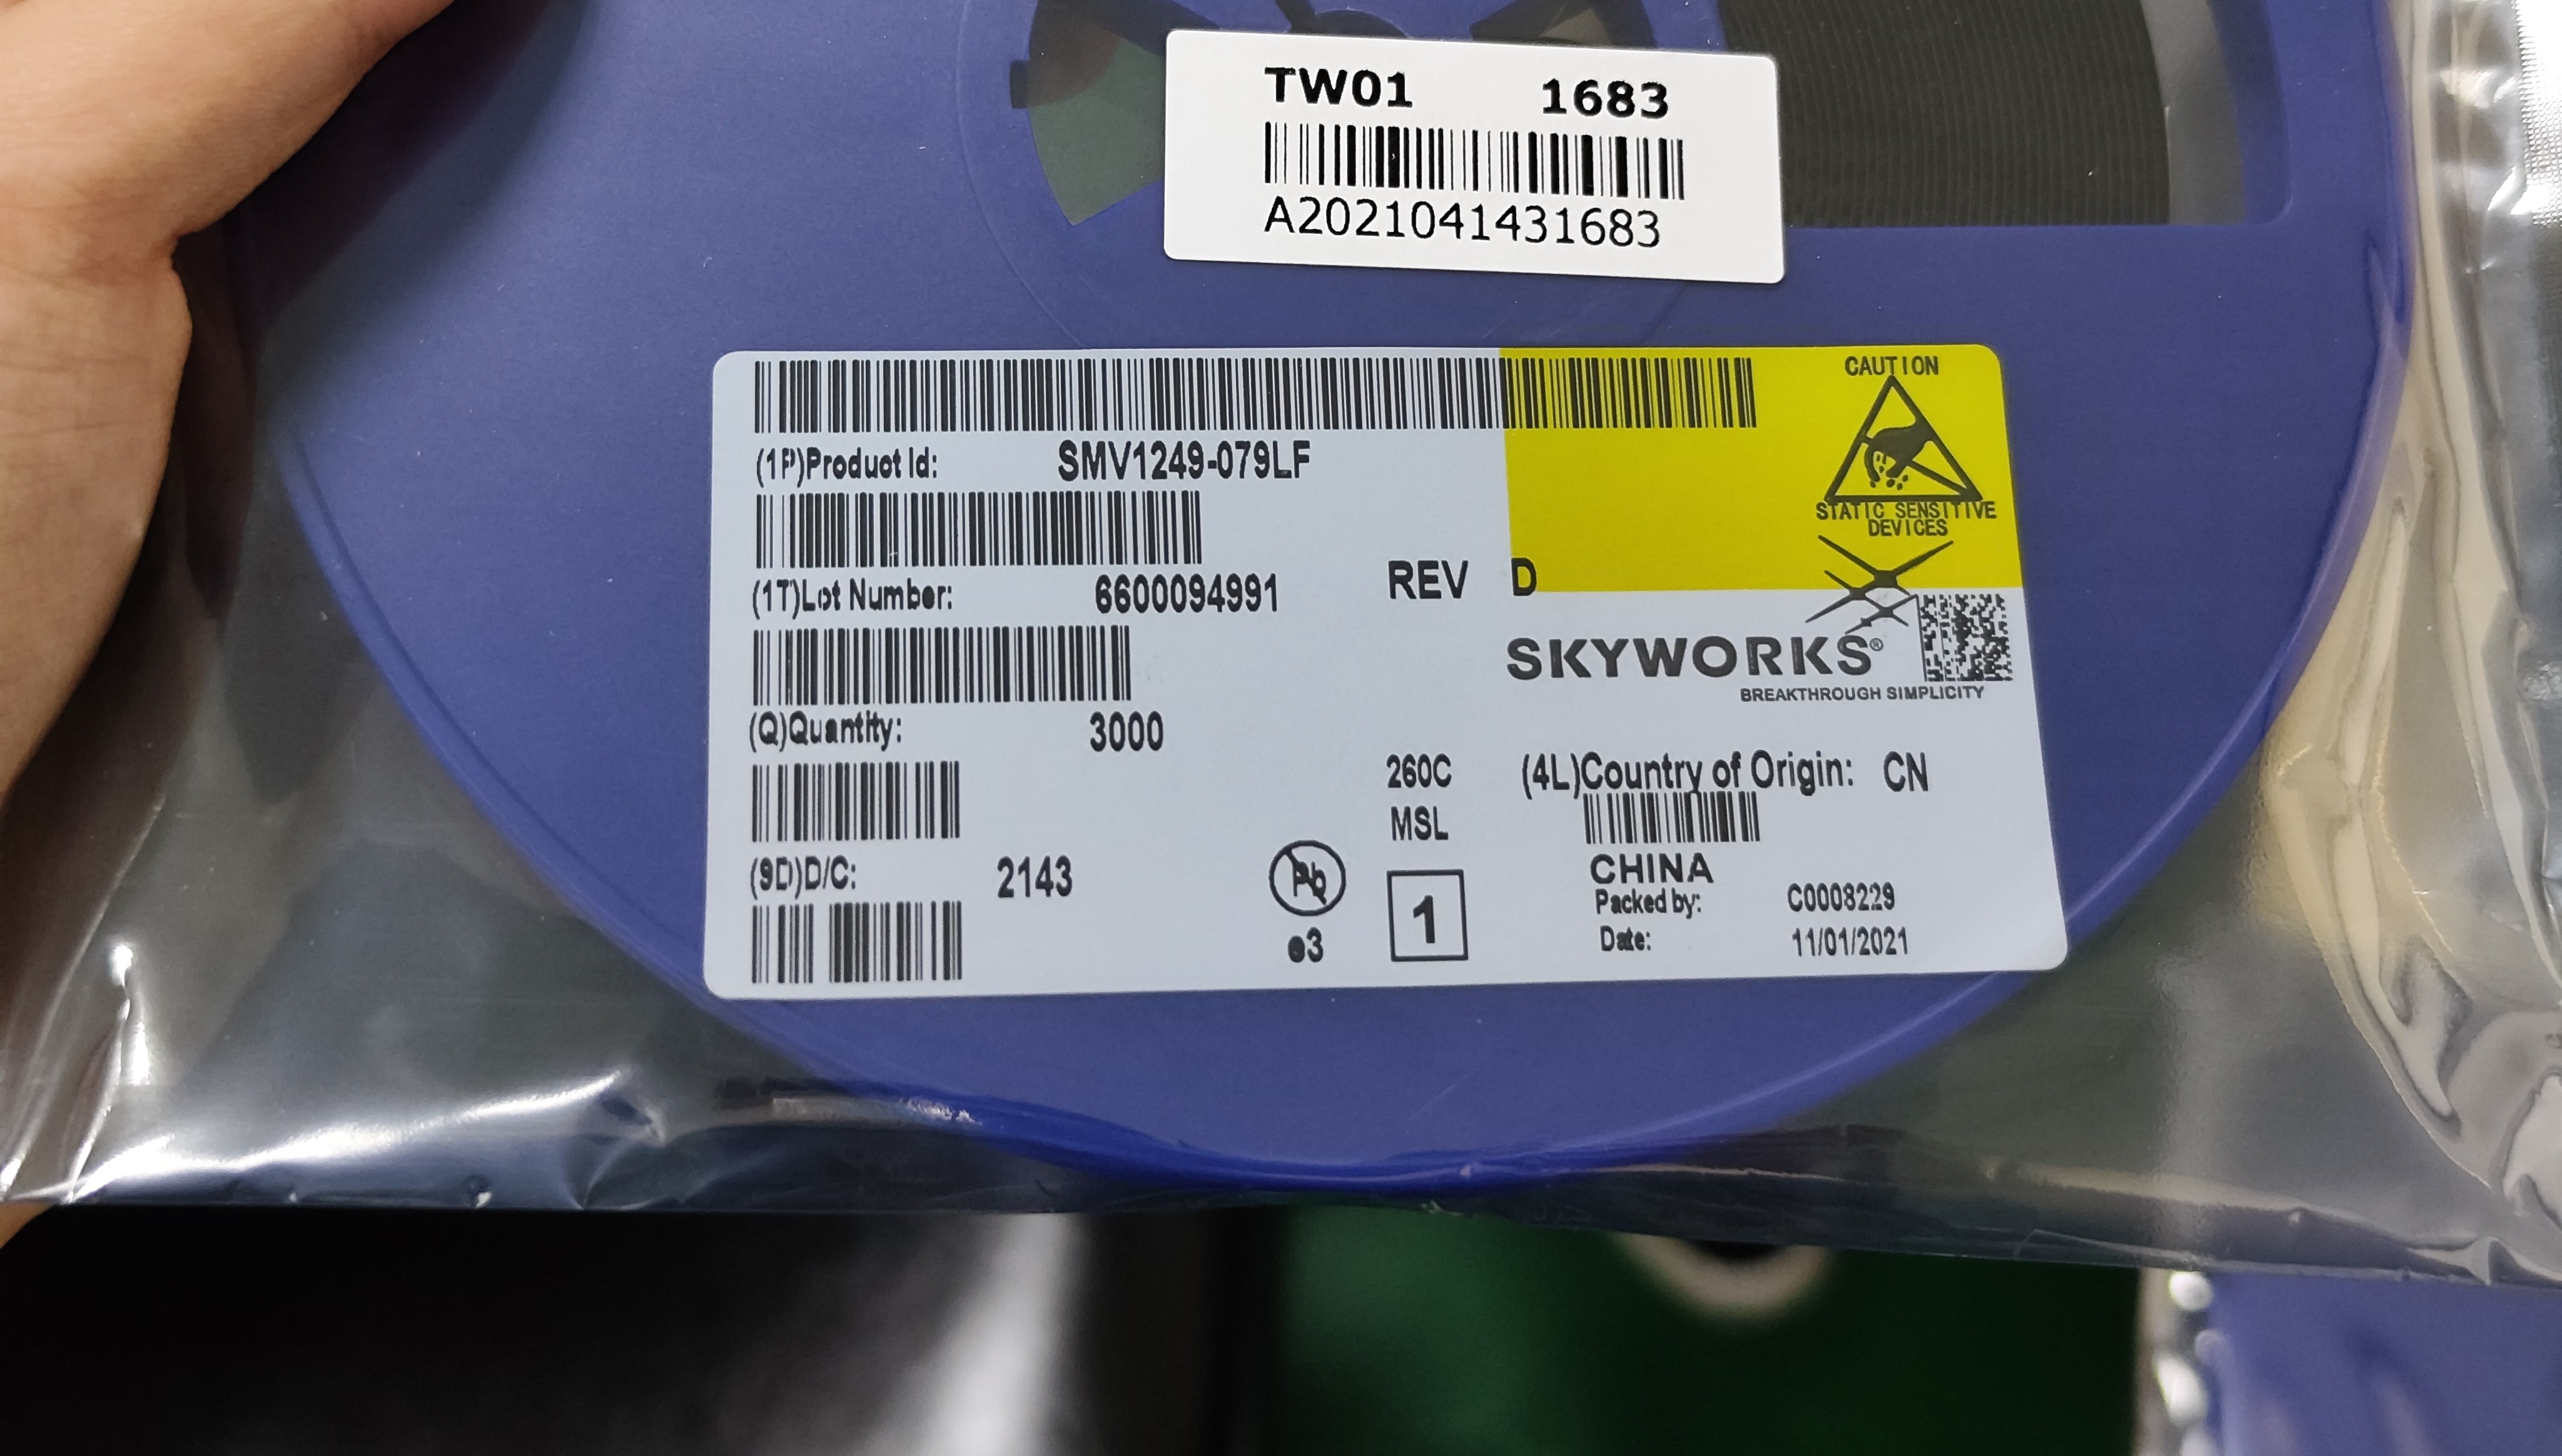 TW01 1683
A2021041431683
CAUTION
STATIC SENSITIVE
DEVICES
(1P)Product Id: SMV1249-079LF
(1T)Lot Number: 6600094991
REV D
SKYWORKS®
BREAKTHROUGH SIMPLICITY
(Q)Quantity: 3000
260C
MSL
1
(4L)Country of Origin: CN
CHINA
Packed by: C0008229
Date: 11/01/2021
(9D)D/C: 2143
Pb
e3